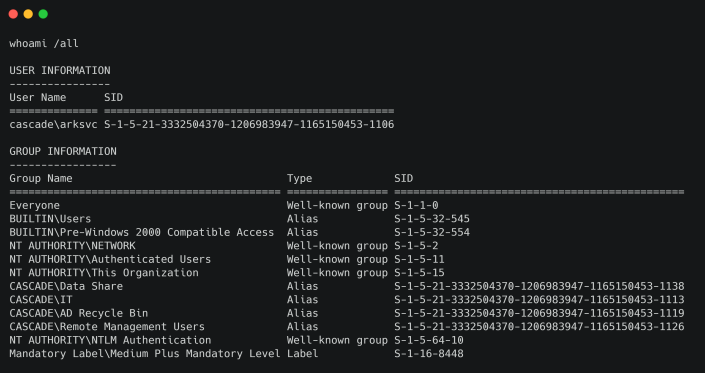 whoami /all
USER INFORMATION
----------------
User Name      SID
============== ==============================================
cascade\arksvc S-1-5-21-3332504370-1206983947-1165150453-1106
GROUP INFORMATION
-----------------
Group Name                                  Type             SID
=========================================== ================ ==============================================
Everyone                                    Well-known group S-1-1-0
BUILTIN\Users                               Alias            S-1-5-32-545
BUILTIN\Pre-Windows 2000 Compatible Access  Alias            S-1-5-32-554
NT AUTHORITY\NETWORK                        Well-known group S-1-5-2
NT AUTHORITY\Authenticated Users            Well-known group S-1-5-11
NT AUTHORITY\This Organization              Well-known group S-1-5-15
CASCADE\Data Share                          Alias            S-1-5-21-3332504370-1206983947-1165150453-1138
CASCADE\IT                                  Alias            S-1-5-21-3332504370-1206983947-1165150453-1113
CASCADE\AD Recycle Bin                      Alias            S-1-5-21-3332504370-1206983947-1165150453-1119
CASCADE\Remote Management Users             Alias            S-1-5-21-3332504370-1206983947-1165150453-1126
NT AUTHORITY\NTLM Authentication            Well-known group S-1-5-64-10
Mandatory Label\Medium Plus Mandatory Level Label            S-1-16-8448